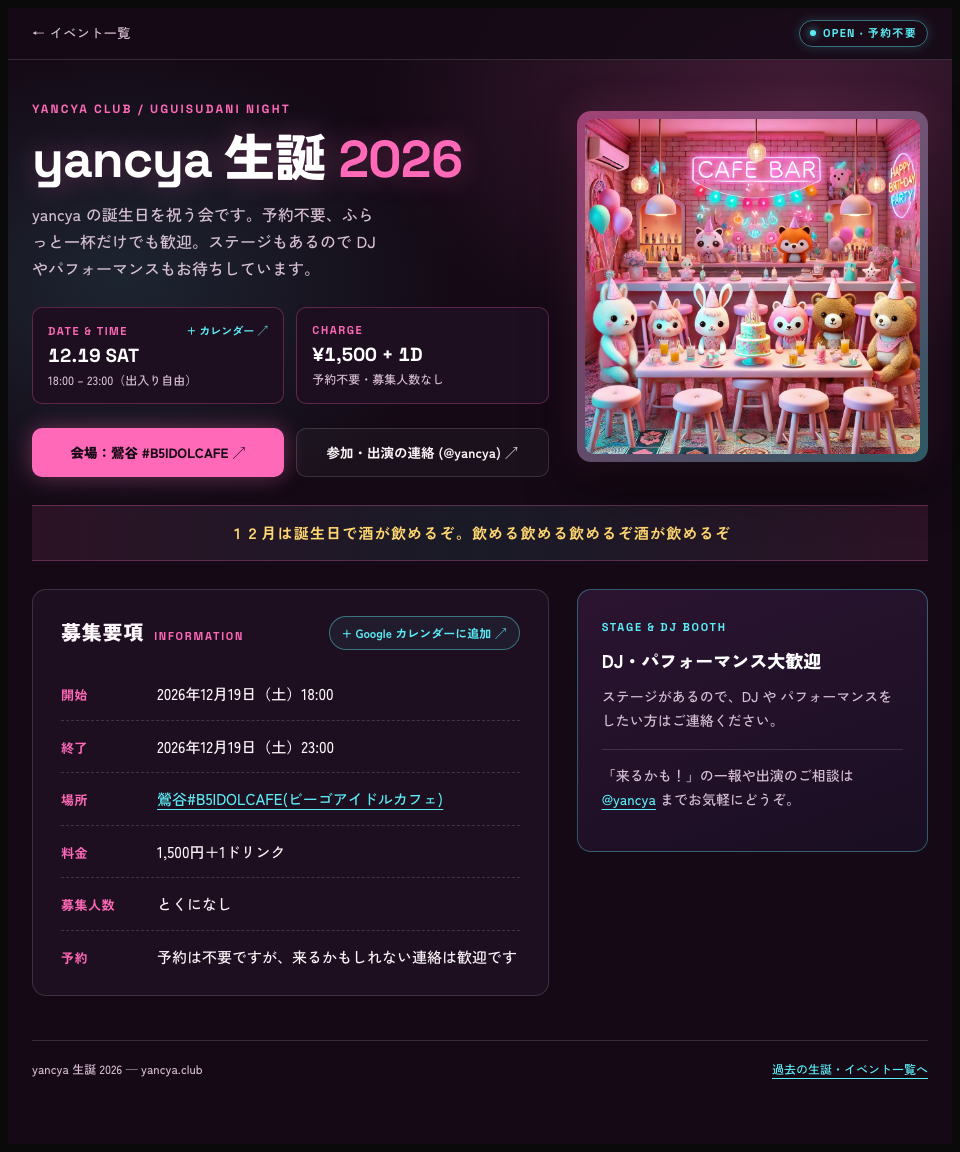 ← イベント一覧
OPEN · 予約不要
YANCYA CLUB / UGUISUDANI NIGHT
yancya 生誕 2026
yancya の誕生日を祝う会です。予約不要、ふら
っと一杯だけでも歓迎。ステージもあるので DJ
やパフォーマンスもお待ちしています。
CAFE BAR
HAPPY
BIRTHDAY
PARTY
DATE & TIME
+ カレンダー ↗
12.19 SAT
18:00 – 23:00（出入り自由）
CHARGE
¥1,500 + 1D
予約不要・募集人数なし
会場：鶯谷 #B5IDOLCAFE ↗
参加・出演の連絡 (@yancya) ↗
１２月は誕生日で酒が飲めるぞ。飲める飲める飲めるぞ酒が飲めるぞ
募集要項 INFORMATION
+ Google カレンダーに追加 ↗
開始 2026年12月19日（土）18:00
終了 2026年12月19日（土）23:00
場所 鶯谷#B5IDOLCAFE(ビーゴアイドルカフェ)
料金 1,500円＋1ドリンク
募集人数 とくになし
予約 予約は不要ですが、来るかもしれない連絡は歓迎です
STAGE & DJ BOOTH
DJ・パフォーマンス大歓迎
ステージがあるので、DJ や パフォーマンスを
したい方はご連絡ください。
「来るかも！」の一報や出演のご相談は
@yancya までお気軽にどうぞ。
yancya 生誕 2026 — yancya.club
過去の生誕・イベント一覧へ